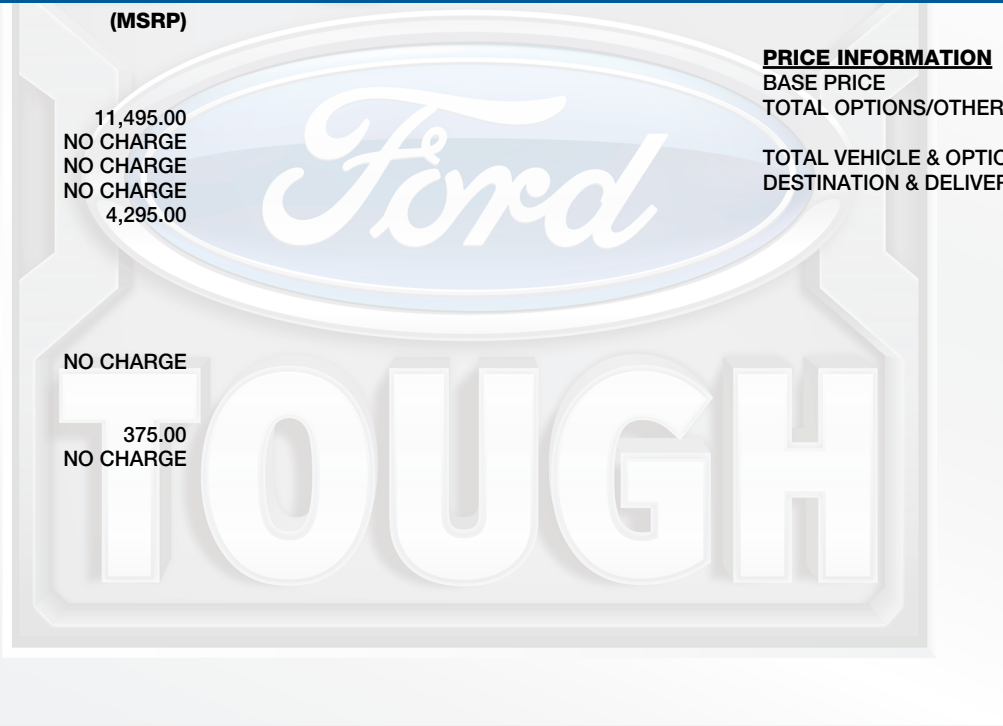 (MSRP)
11,495.00
NO CHARGE
NO CHARGE
NO CHARGE
4,295.00
NO CHARGE
375.00
NO CHARGE
PRICE INFORMATION
BASE PRICE
TOTAL OPTIONS/OTHER
TOTAL VEHICLE & OPTIO
DESTINATION & DELIVER
Ford
TOUGH